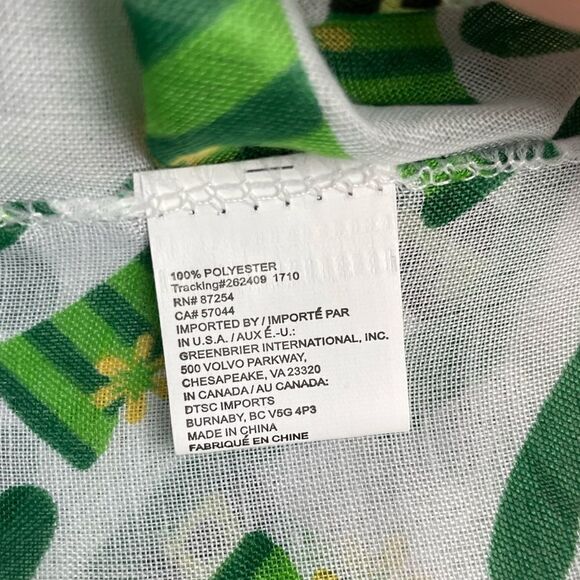 100% POLYESTER
Tracking#262409 1710
RN# 87254
CA# 57044
IMPORTED BY / IMPORTÉ PAR
IN U.S.A. / AUX É.-U.:
GREENBRIER INTERNATIONAL, INC.
500 VOLVO PARKWAY,
CHESAPEAKE, VA 23320
IN CANADA / AU CANADA:
DTSC IMPORTS
BURNABY, BC V5G 4P3
MADE IN CHINA
FABRIQUÉ EN CHINE